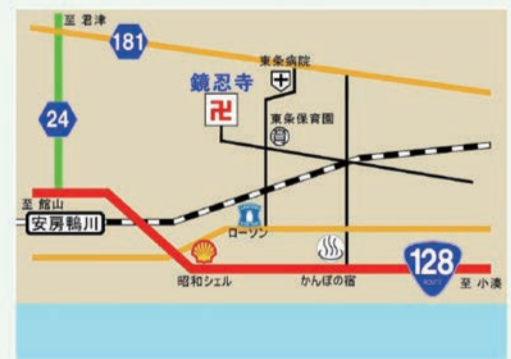 至 君津
181
東条病院
鏡忍寺
卍
24
東条保育園
至 館山
安房鴨川
ローソン
昭和シェル
かんぽの宿
128
ROUTE
至 小湊